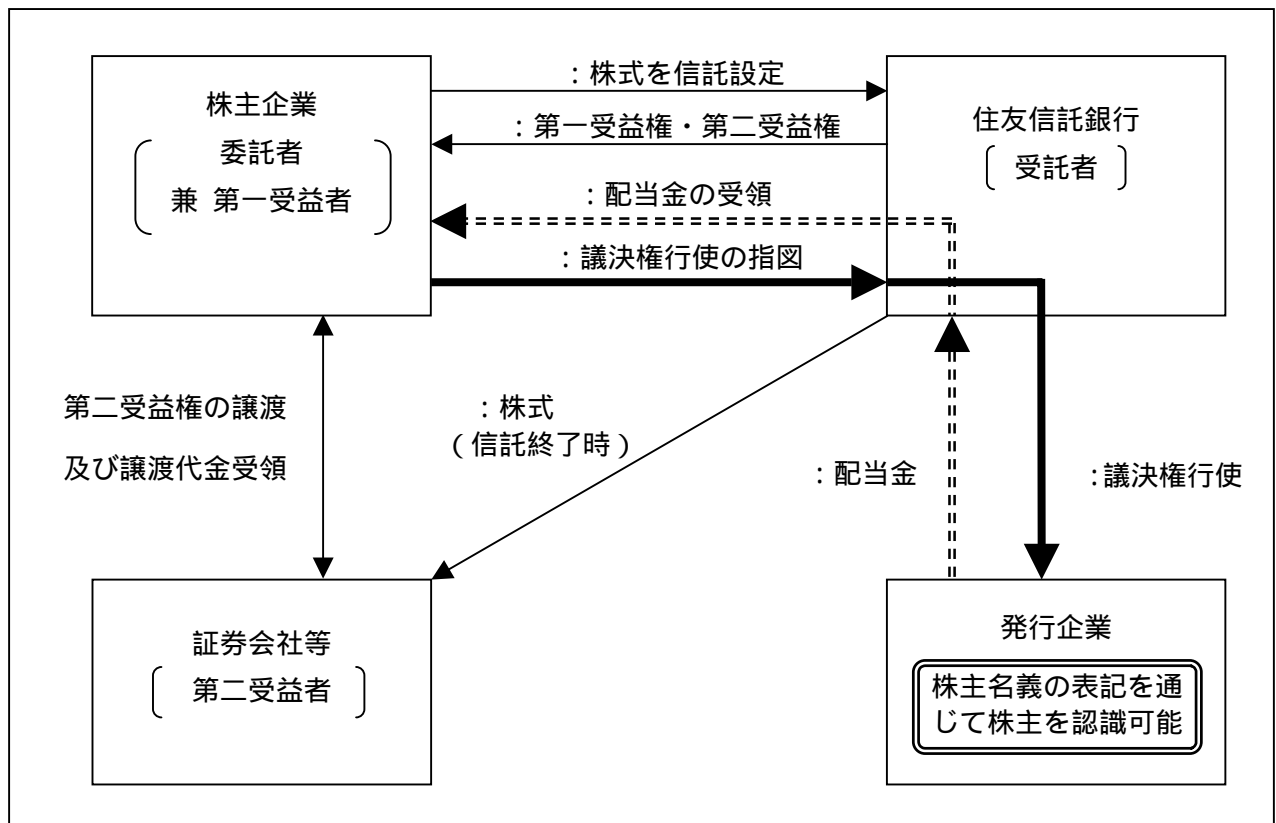 株主企業
委託者
兼 第一受益者
：株式を信託設定
：第一受益権・第二受益権
：配当金の受領
：議決権行使の指図
住友信託銀行
受託者
第二受益権の譲渡
及び譲渡代金受領
：株式
（信託終了時）
：配当金
：議決権行使
証券会社等
第二受益者
発行企業
株主名義の表記を通
じて株主を認識可能